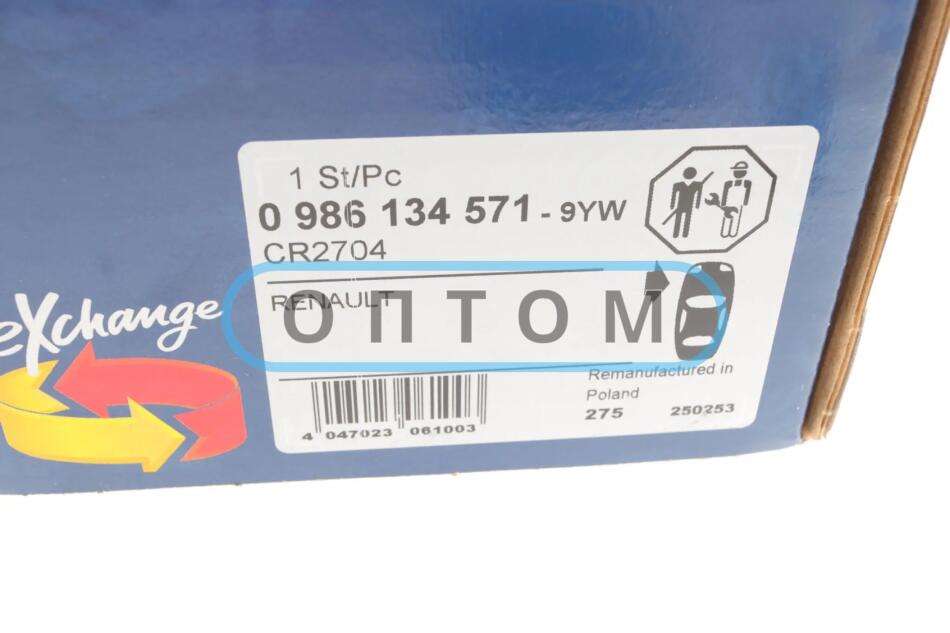 1 St/Pc
0 986 134 571 - 9YW
CR2704
RENAULT
ОПТОМ
eXchange
Remanufactured in
Poland
275 250253
4 047023 061003